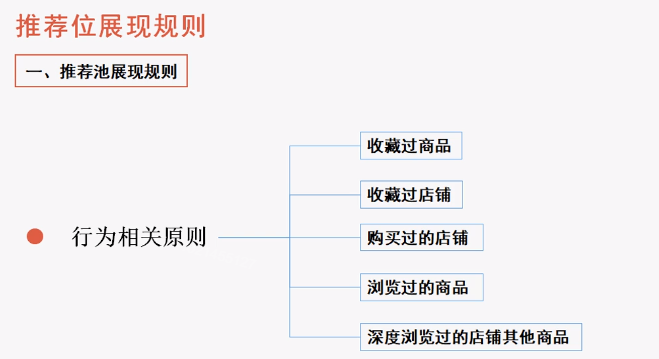 推荐位展现规则
一、推荐池展现规则
收藏过商品
收藏过店铺
行为相关原则
购买过的店铺
浏览过的商品
深度浏览过的店铺其他商品